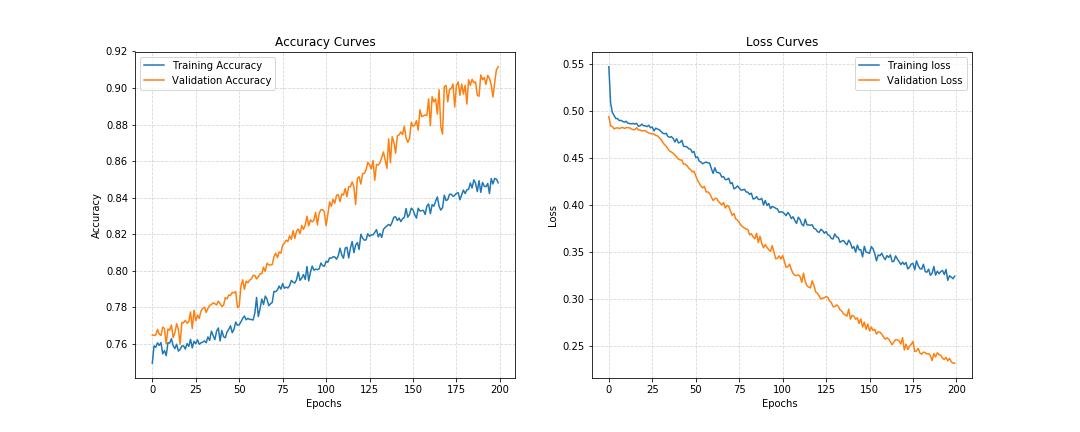 Accuracy Curves
Training Accuracy
Validation Accuracy
0.92
0.90
0.88
0.86
0.84
0.82
0.80
0.78
0.76
Accuracy
0 25 50 75 100 125 150 175 200
Epochs
Loss Curves
Training loss
Validation Loss
0.55
0.50
0.45
0.40
0.35
0.30
0.25
Loss
0 25 50 75 100 125 150 175 200
Epochs